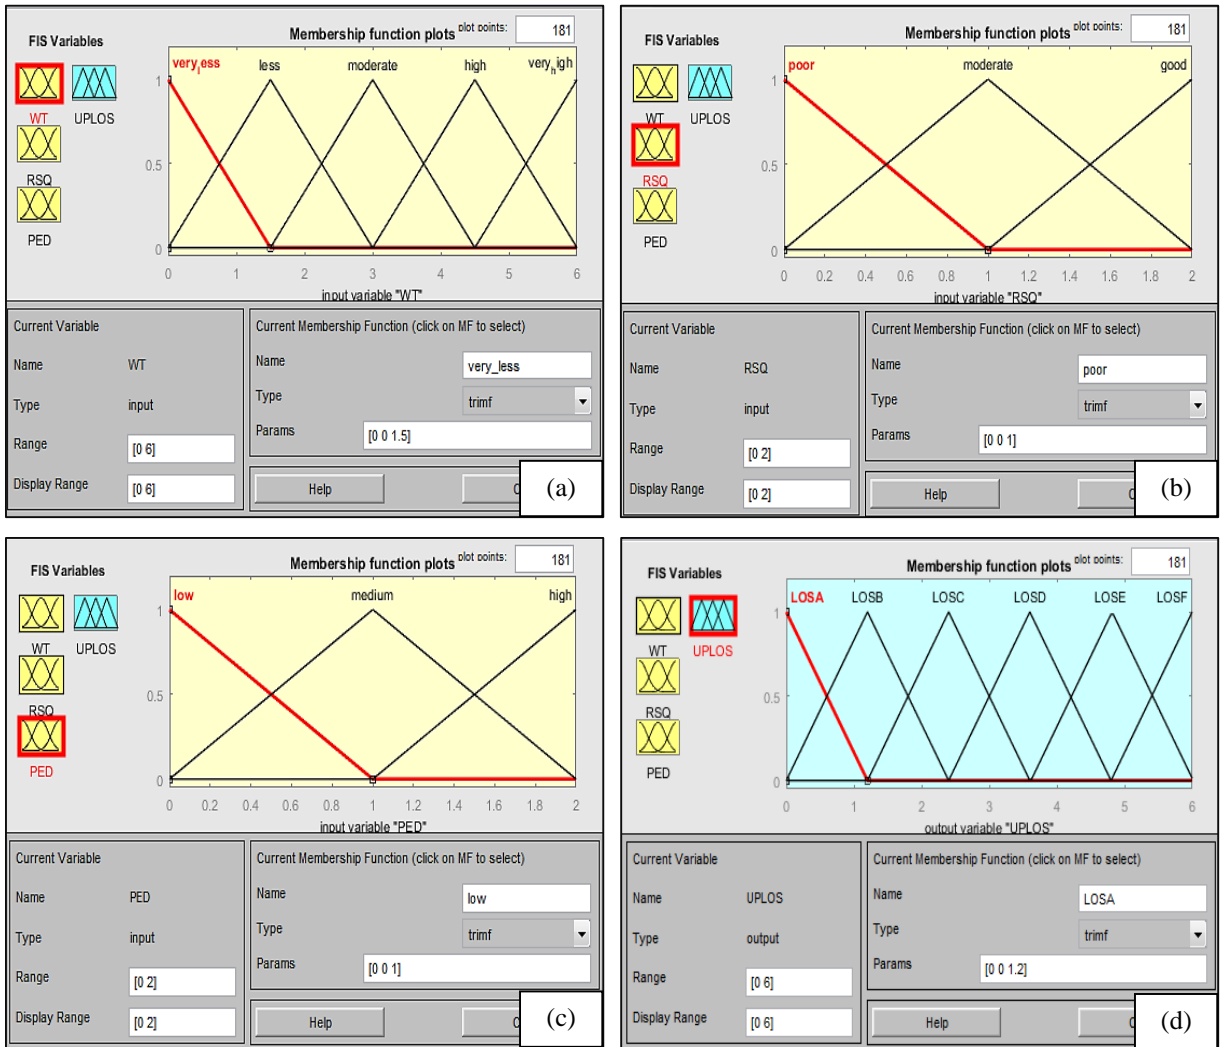 FIS Variables
Membership function plots
plot points:
181
very_less
less
moderate
high
very_high
WT
UPLOS
RSQ
PED
1
0.5
0
0 1 2 3 4 5 6
input variable "WT"
Current Variable
Name WT
Type input
Range [0 6]
Display Range [0 6]
Current Membership Function (click on MF to select)
Name very_less
Type trimf
Params [0 0 1.5]
Help
C
(a)
FIS Variables
Membership function plots
plot points:
181
poor
moderate
good
WT
UPLOS
RSQ
PED
1
0.5
0
0 0.2 0.4 0.6 0.8 1 1.2 1.4 1.6 1.8 2
input variable "RSQ"
Current Variable
Name RSQ
Type input
Range [0 2]
Display Range [0 2]
Current Membership Function (click on MF to select)
Name poor
Type trimf
Params [0 0 1]
Help
C
(b)
FIS Variables
Membership function plots
plot points:
181
low
medium
high
WT
UPLOS
RSQ
PED
1
0.5
0
0 0.2 0.4 0.6 0.8 1 1.2 1.4 1.6 1.8 2
input variable "PED"
Current Variable
Name PED
Type input
Range [0 2]
Display Range [0 2]
Current Membership Function (click on MF to select)
Name low
Type trimf
Params [0 0 1]
Help
C
(c)
FIS Variables
Membership function plots
plot points:
181
LOSA
LOSB
LOSC
LOSD
LOSE
LOSF
WT
UPLOS
RSQ
PED
1
0.5
0
0 1 2 3 4 5 6
output variable "UPLOS"
Current Variable
Name UPLOS
Type output
Range [0 6]
Display Range [0 6]
Current Membership Function (click on MF to select)
Name LOSA
Type trimf
Params [0 0 1.2]
Help
C
(d)